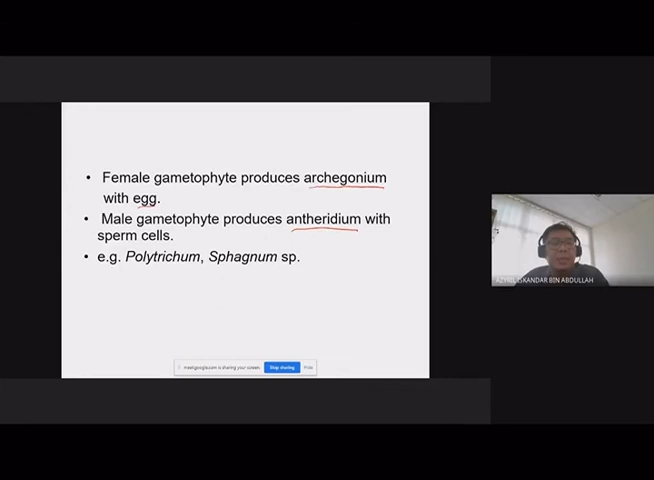 • Female gametophyte produces archegonium
with egg.
• Male gametophyte produces antheridium with
sperm cells.
• e.g. Polytrichum, Sphagnum sp.
meet.google.com is sharing your screen.
Stop sharing
Hide
ISKANDAR BIN ABDULLAH